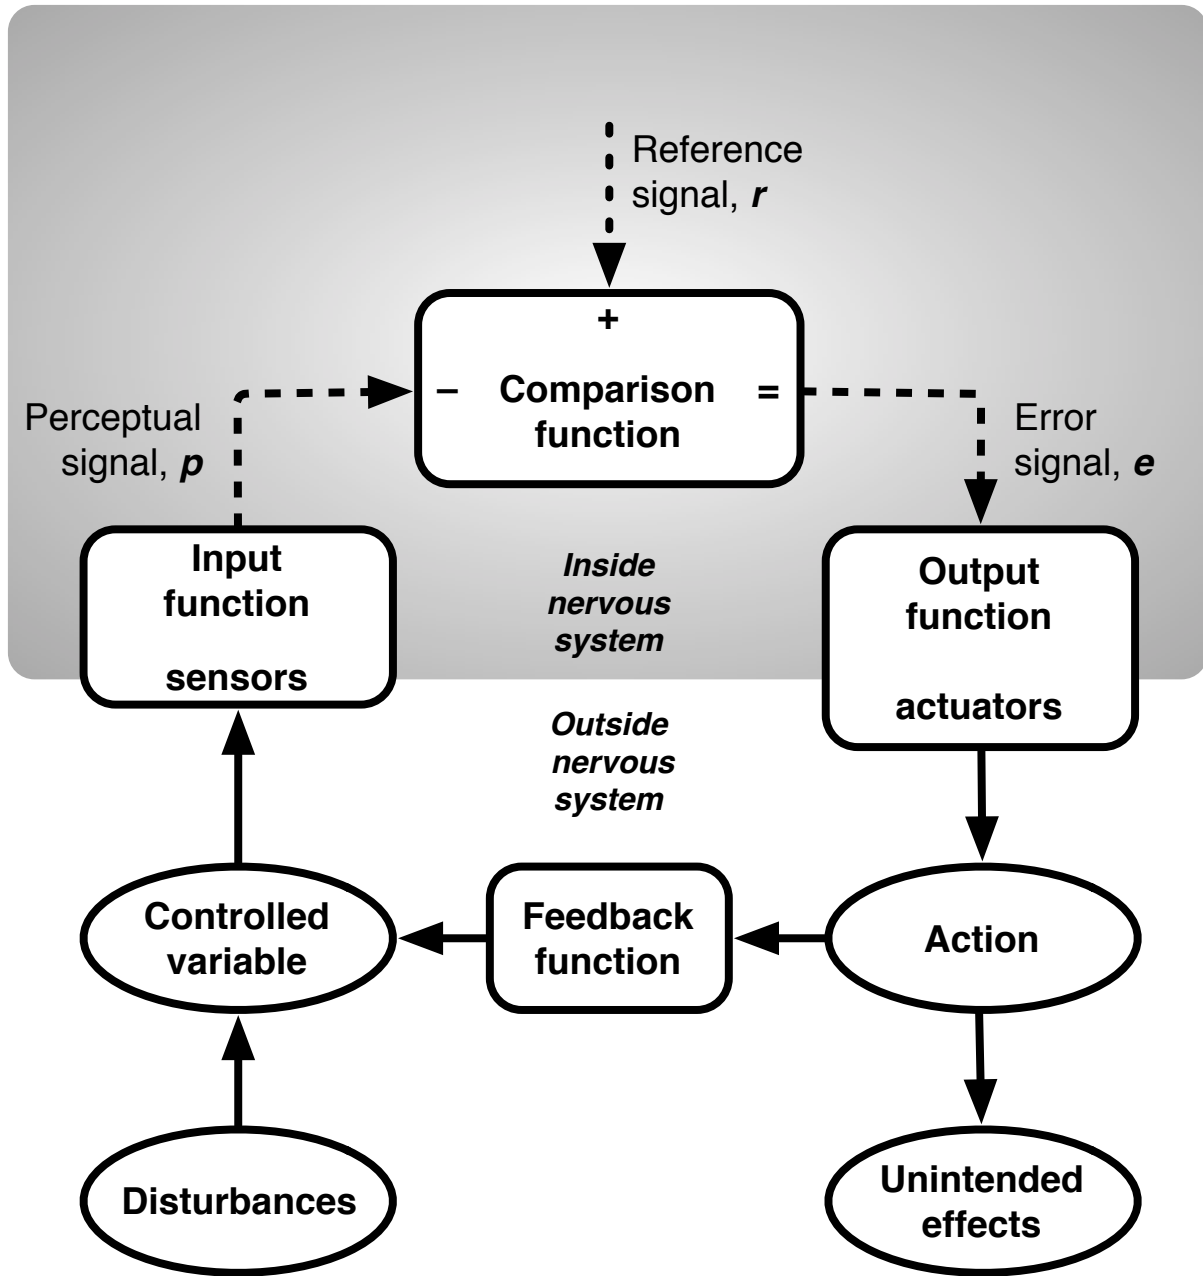 Reference
signal, r
+
– Comparison =
function
Perceptual
signal, p
Error
signal, e
Input
function
sensors
Inside
nervous
system
Output
function
actuators
Outside
nervous
system
Controlled
variable
Feedback
function
Action
Disturbances
Unintended
effects